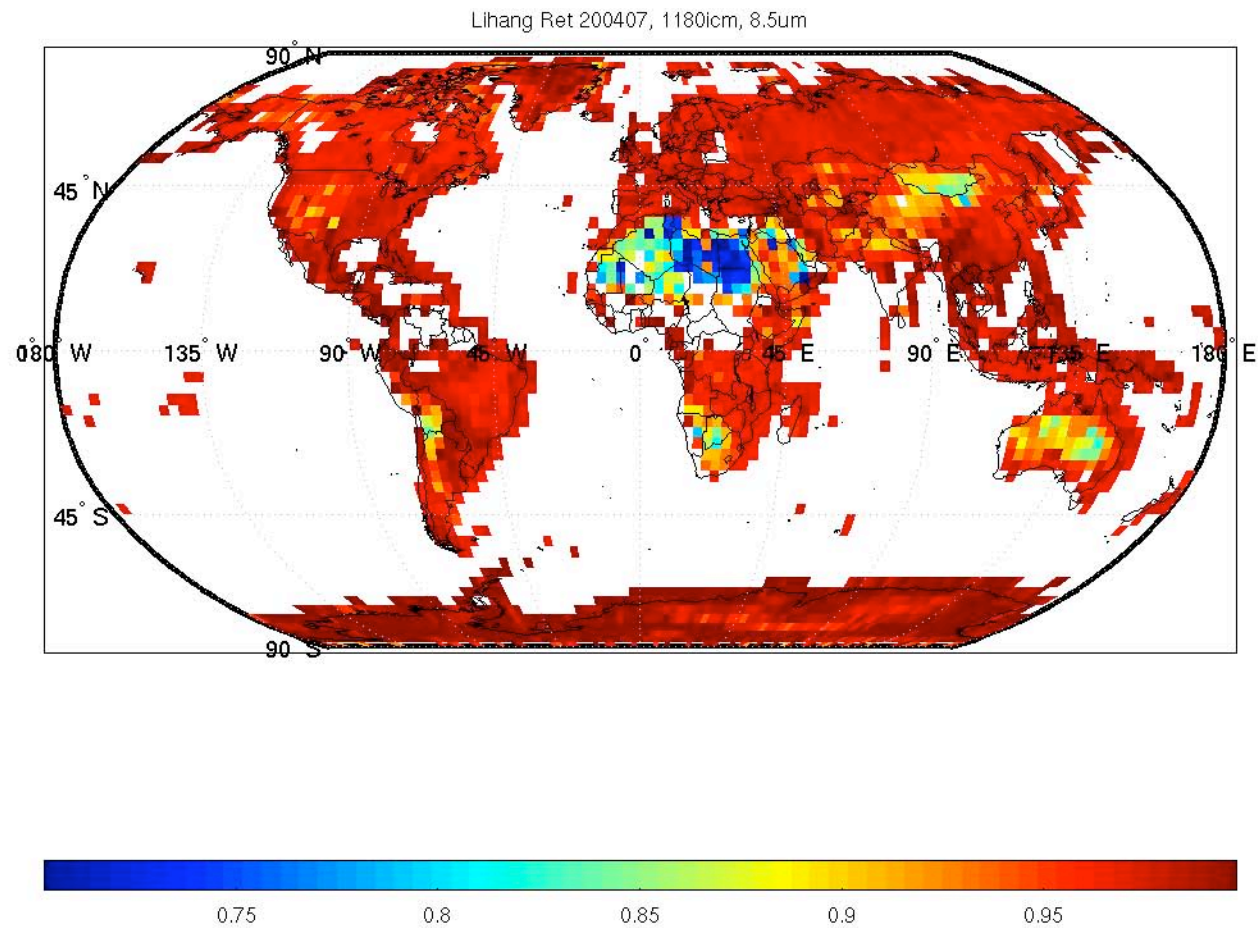 Lihang Ret 200407, 1180icm, 8.5um
90° N
45° N
180° W 135° W 90° W 45° W 0° 45° E 90° E 135° E 180° E
45° S
90° S
0.75 0.8 0.85 0.9 0.95